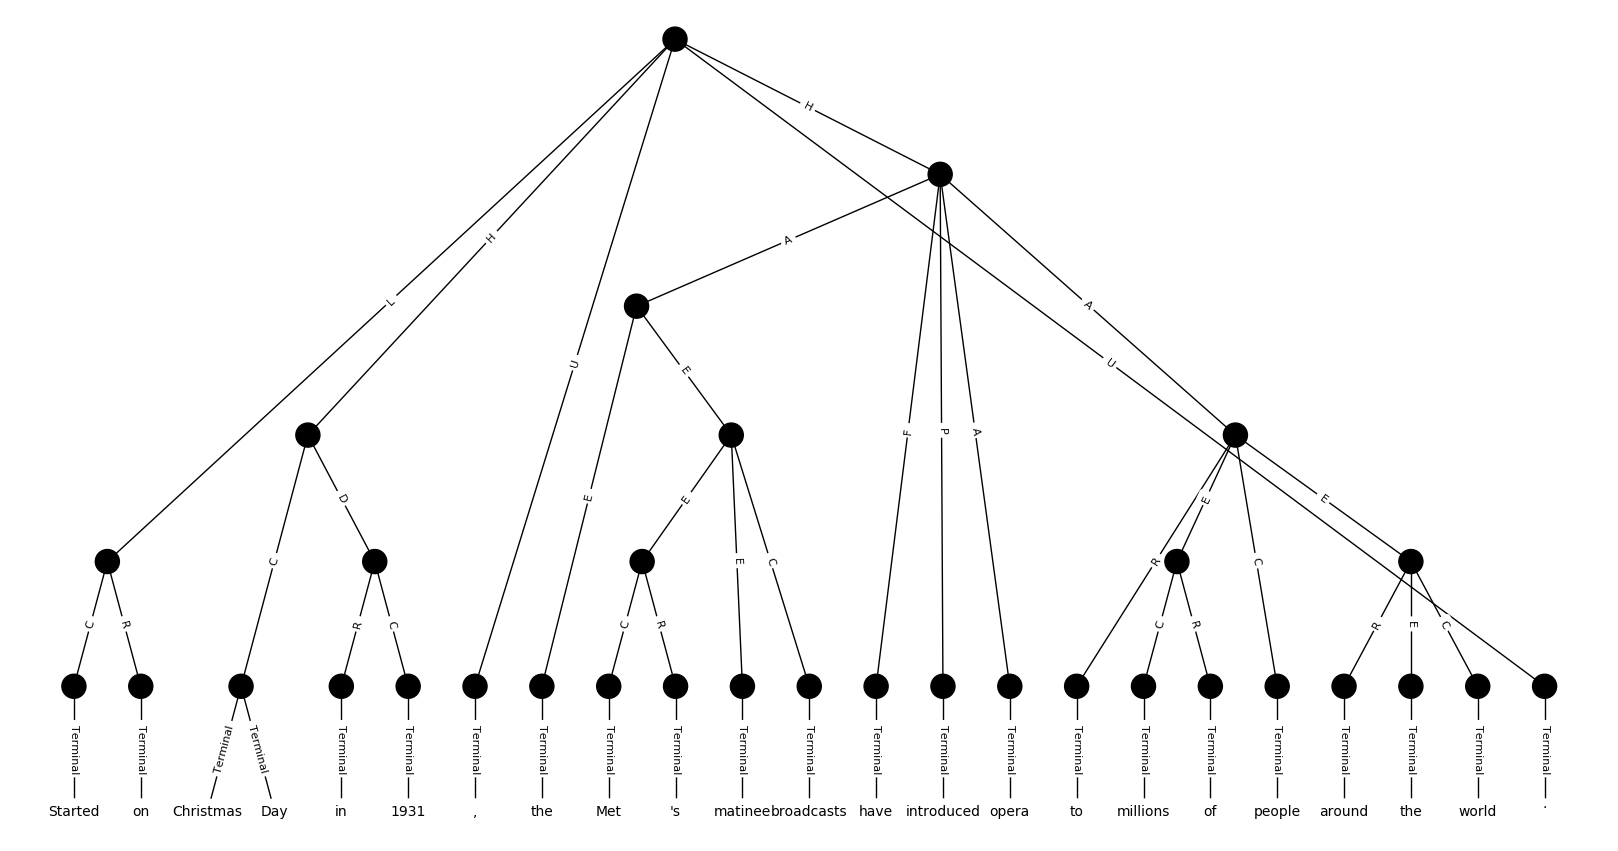 H
A
L
H
U
A
U
E
F
P
A
D
E
E
R
E
E
C
E
C
R
C
C
R
R
C
C
R
C
R
R
E
C
Terminal Terminal Terminal Terminal Terminal Terminal Terminal Terminal Terminal Terminal Terminal Terminal Terminal Terminal Terminal Terminal Terminal Terminal Terminal Terminal Terminal Terminal Terminal
Started on Christmas Day in 1931 , the Met 's matinee broadcasts have introduced opera to millions of people around the world .